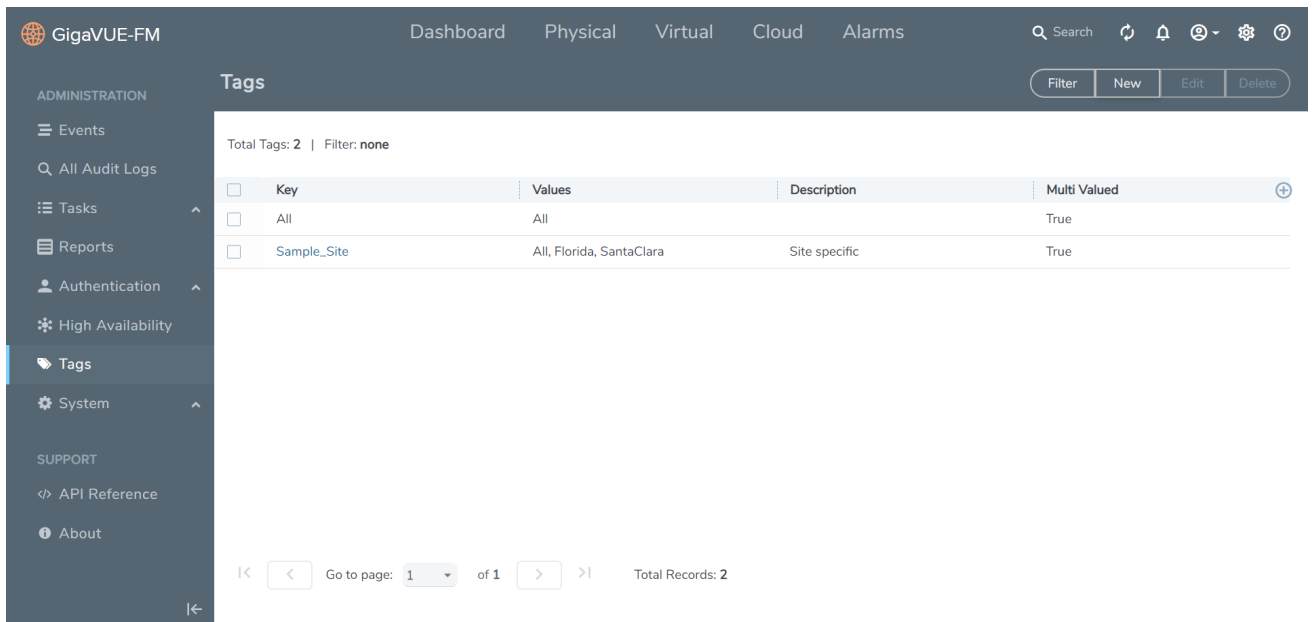 GigaVUE-FM
Dashboard Physical Virtual Cloud Alarms
Search
ADMINISTRATION
Events
All Audit Logs
Tasks
Reports
Authentication
High Availability
Tags
System
SUPPORT
API Reference
About
Tags
Filter New Edit Delete
Total Tags: 2 | Filter: none
Key Values Description Multi Valued
All All True
Sample_Site All, Florida, SantaClara Site specific True
Go to page: 1 of 1 Total Records: 2